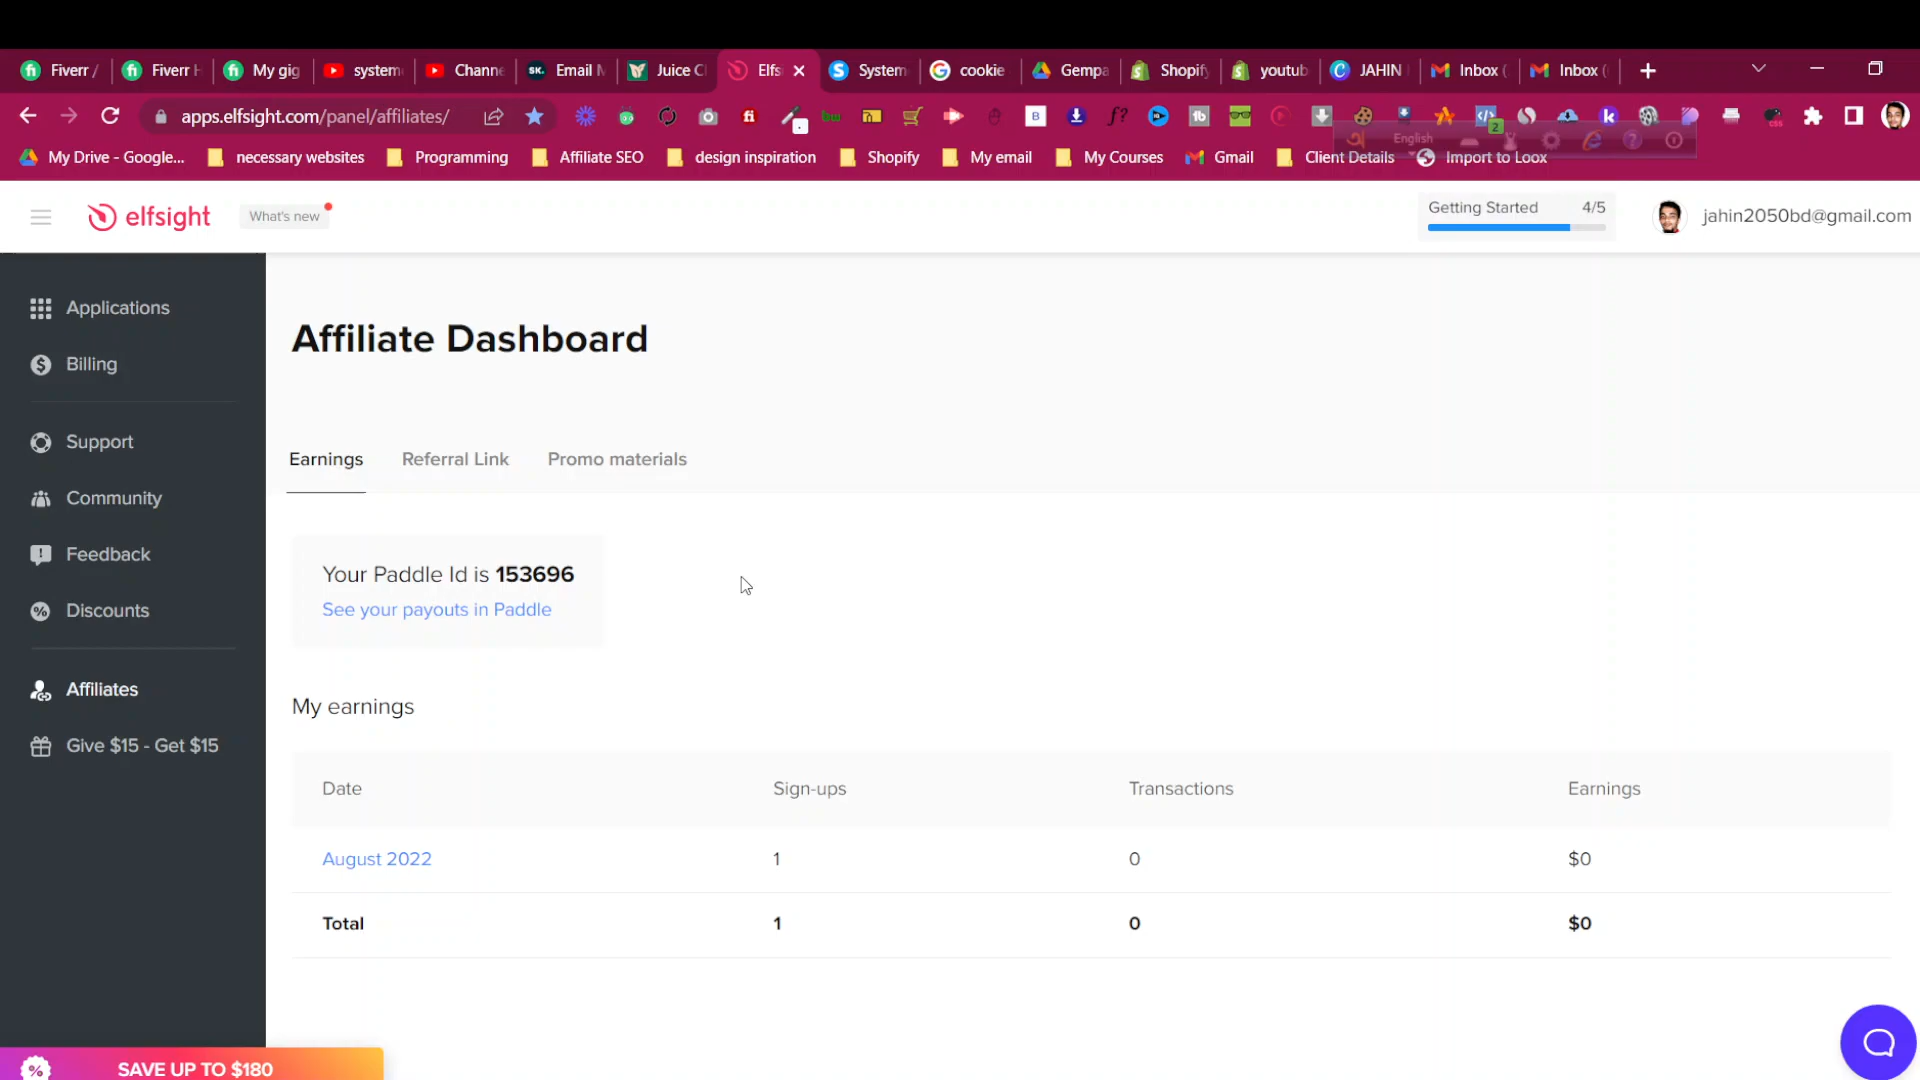 Fiverr /
Fiverr H
My gig
system
Channe
SK.
Email M
Juice C
Elfs
System
cookie
Gempa
Shopify
youtub
JAHIN
Inbox (
Inbox (
apps.elfsight.com/panel/affiliates/
English
My Drive - Google...
necessary websites
Programming
Affiliate SEO
design inspiration
Shopify
My email
My Courses
Gmail
Client Details
Import to Loox
elfsight
What's new
Getting Started 4/5
jahin2050bd@gmail.com
Applications
Billing
Support
Community
Feedback
Discounts
Affiliates
Give $15 - Get $15
Affiliate Dashboard
Earnings Referral Link Promo materials
Your Paddle Id is 153696
See your payouts in Paddle
My earnings
Date Sign-ups Transactions Earnings
August 2022 1 0 $0
Total 1 0 $0
SAVE UP TO $180